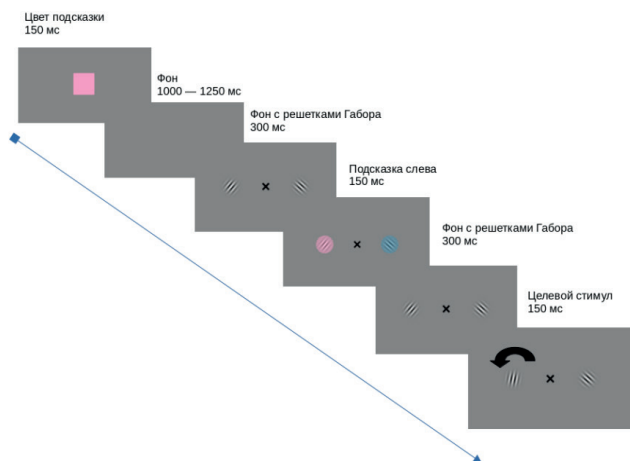 Цвет подсказки
150 мс
Фон
1000 — 1250 мс
Фон с решетками Габора
300 мс
Подсказка слева
150 мс
Фон с решетками Габора
300 мс
Целевой стимул
150 мс